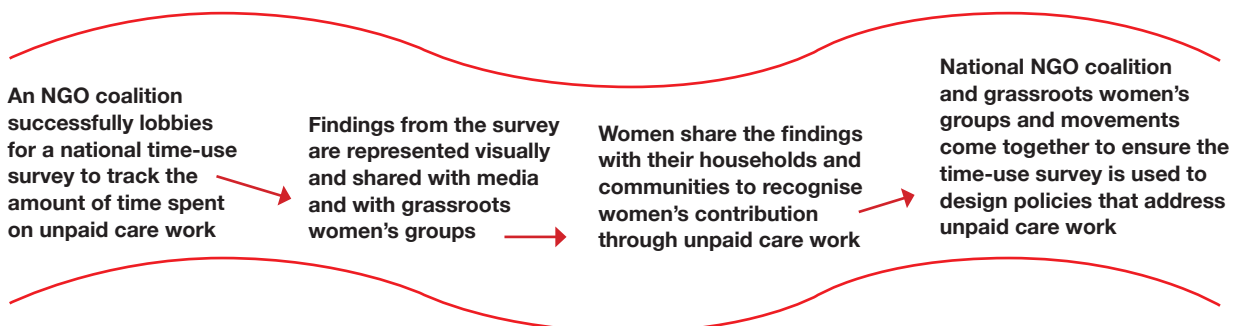 An NGO coalition
successfully lobbies
for a national time-use
survey to track the
amount of time spent
on unpaid care work
Findings from the survey
are represented visually
and shared with media
and with grassroots
women’s groups
Women share the findings
with their households and
communities to recognise
women’s contribution
through unpaid care work
National NGO coalition
and grassroots women’s
groups and movements
come together to ensure the
time-use survey is used to
design policies that address
unpaid care work